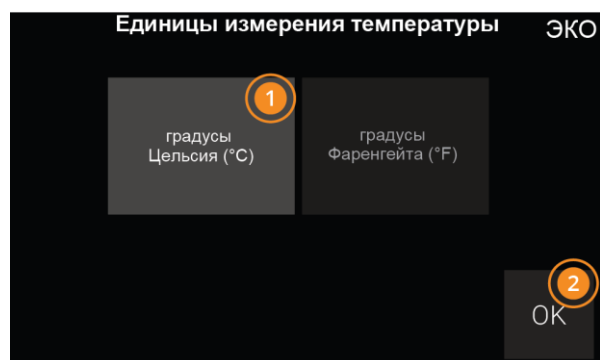 Единицы измерения температуры
ЭКО
1
градусы
Цельсия (°C)
градусы
Фаренгейта (°F)
2
OK